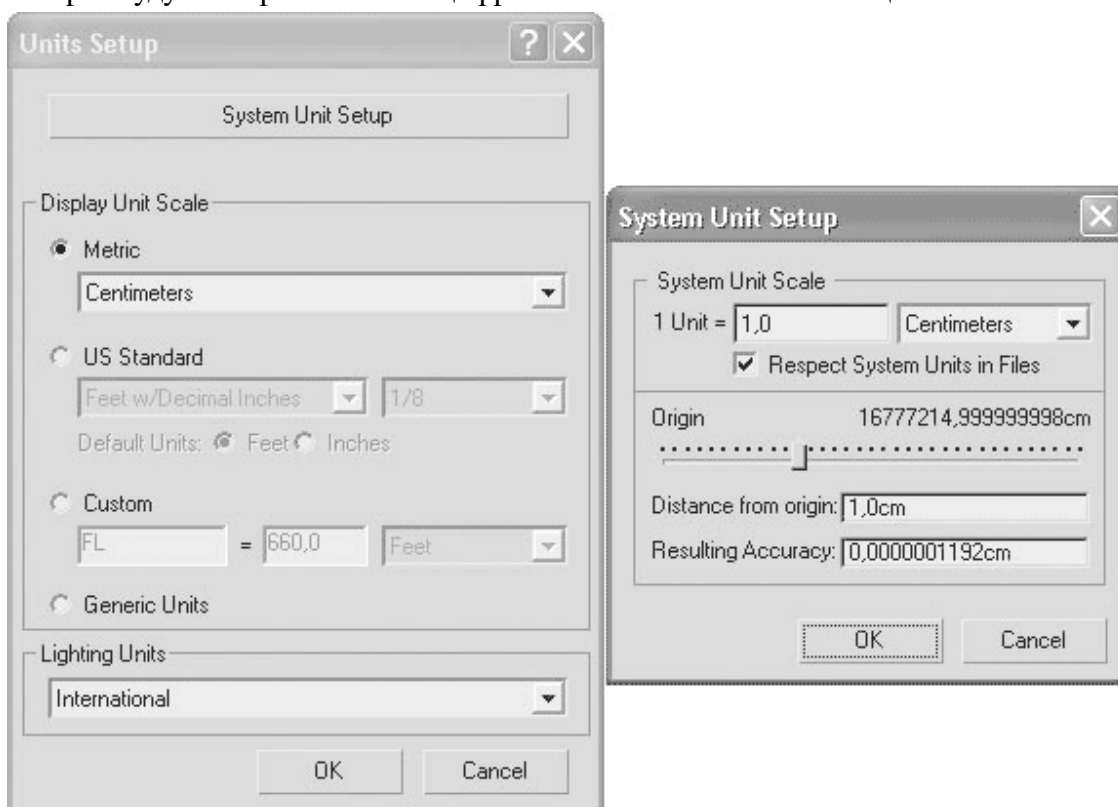 Units Setup
System Unit Setup
Display Unit Scale
Metric
Centimeters
US Standard
Feet w/Decimal Inches 1/8
Default Units: Feet Inches
Custom
FL = 660,0 Feet
Generic Units
Lighting Units
International
OK Cancel
System Unit Setup
System Unit Scale
1 Unit = 1,0 Centimeters
Respect System Units in Files
Origin 16777214,999999998cm
Distance from origin: 1,0cm
Resulting Accuracy: 0,0000001192cm
OK Cancel